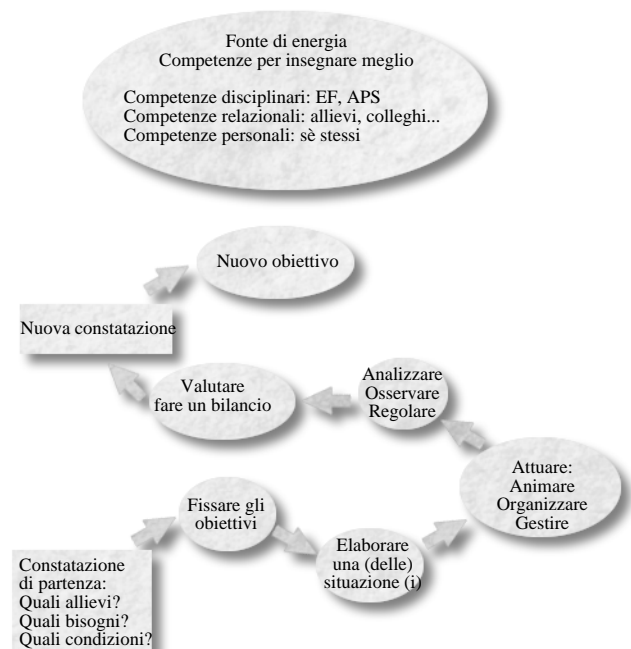 Fonte di energia
Competenze per insegnare meglio
Competenze disciplinari: EF, APS
Competenze relazionali: allievi, colleghi...
Competenze personali: sè stessi
Nuovo obiettivo
Nuova constatazione
Valutare
fare un bilancio
Analizzare
Osservare
Regolare
Attuare:
Animare
Organizzare
Gestire
Fissare gli
obiettivi
Elaborare
una (delle)
situazione (i)
Constatazione
di partenza:
Quali allievi?
Quali bisogni?
Quali condizioni?